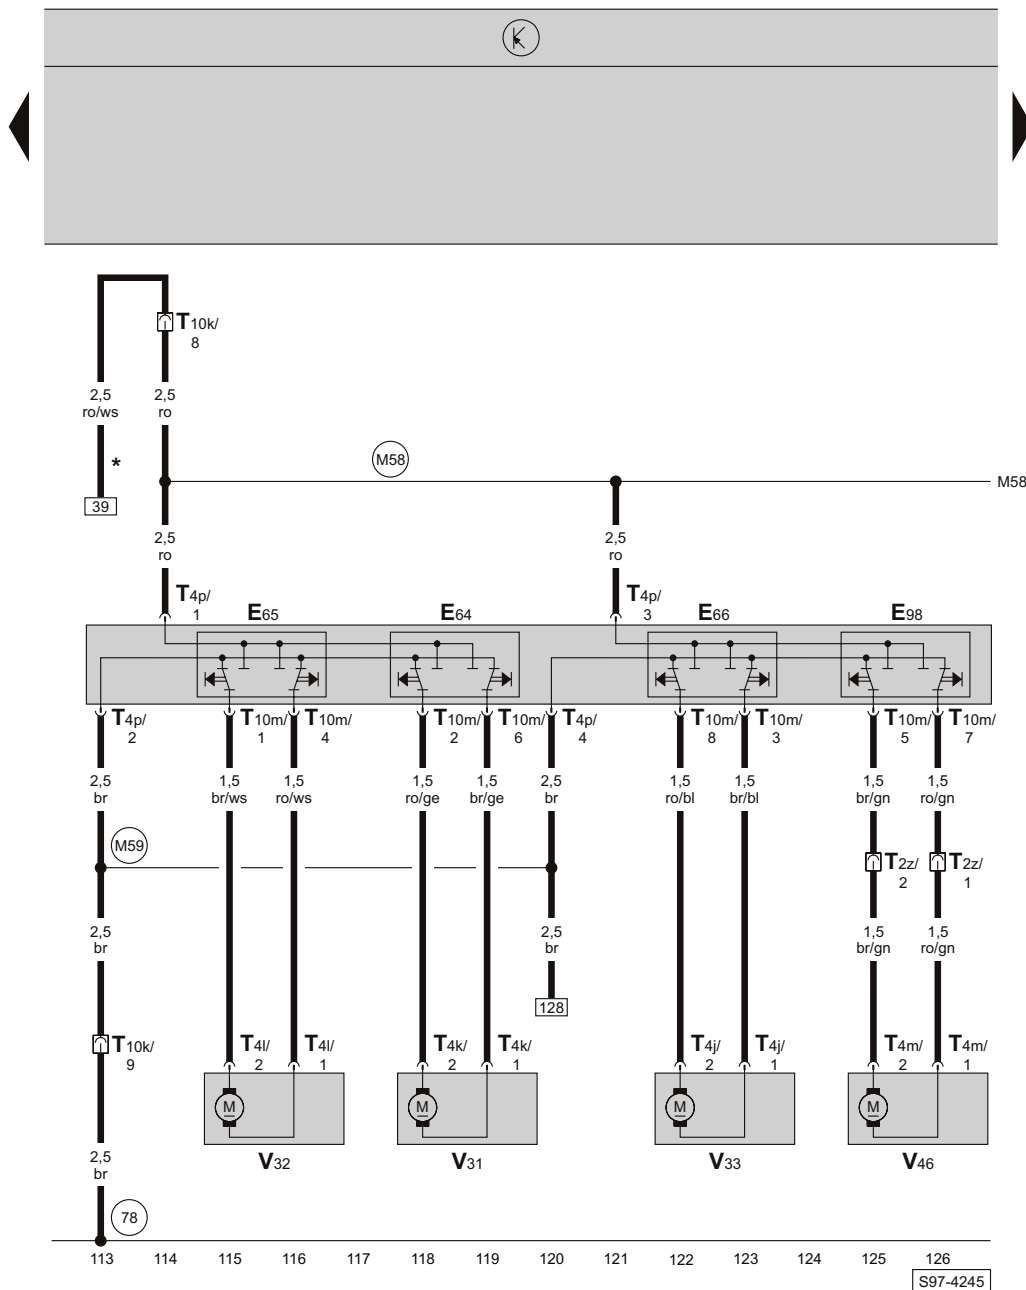 T10k/
8
2,5 2,5
ro/ws ro
*
M58
M58
39
2,5 2,5
ro ro
T4p/ T4p/
1 E65 E64 3 E66 E98
T4p/ T10m/ T10m/ T10m/ T10m/ T4p/ T10m/ T10m/ T10m/ T10m/
2 1 4 2 6 4 8 3 5 7
2,5 1,5 1,5 1,5 1,5 2,5 1,5 1,5 1,5 1,5
br br/ws ro/ws ro/ge br/ge br ro/bl br/bl br/gn ro/gn
M59
T2z/ T2z/
2 1
2,5 2,5 1,5 1,5
br br br/gn ro/gn
128
T10k/ T4l/ T4l/ T4k/ T4k/ T4j/ T4j/ T4m/ T4m/
9 2 1 2 1 2 1 2 1
M M M M
2,5 V32 V31 V33 V46
br
78
113 114 115 116 117 118 119 120 121 122 123 124 125 126
S97-4245